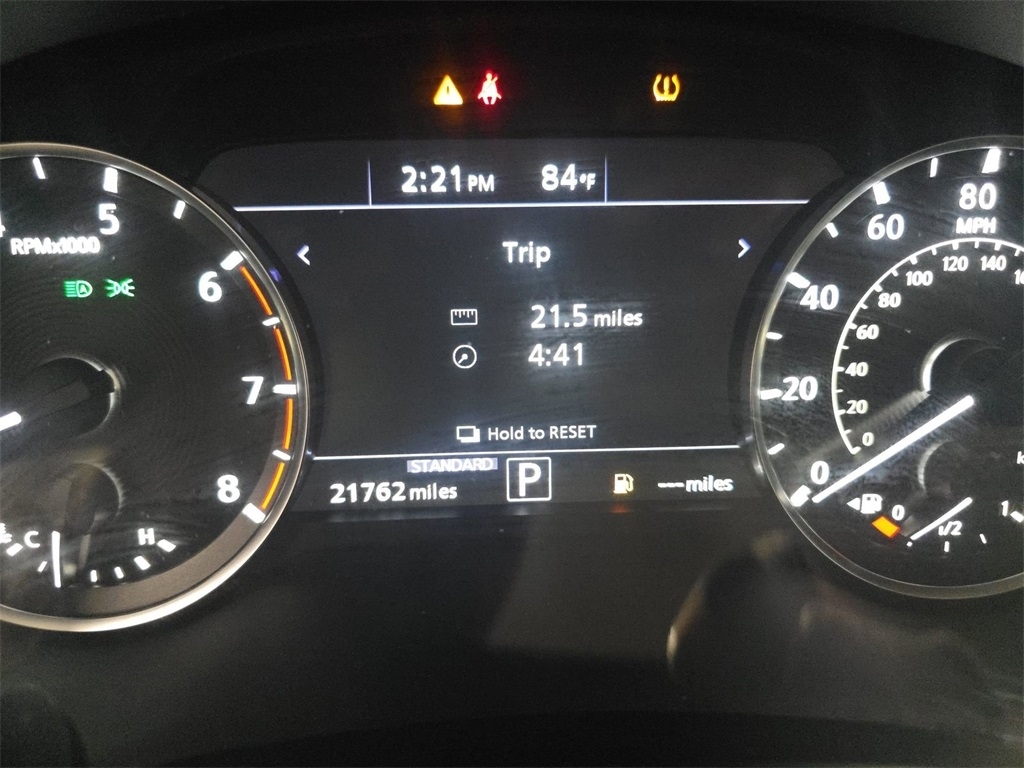 2:21 PM 84°F
5
RPMx1000
6
7
8
C H
Trip
21.5 miles
4:41
Hold to RESET
STANDARD
21762 miles P ---miles
80
MPH
60
40
20
0
140
120
100
80
60
40
20
0
0 1/2 1